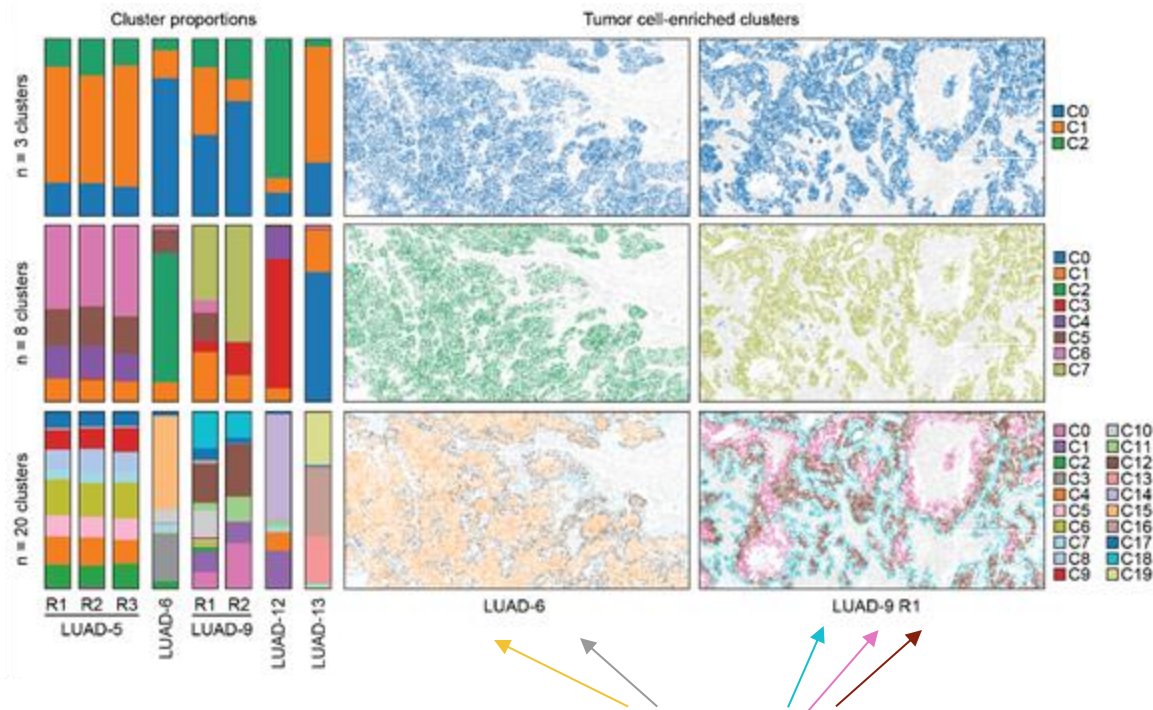 Cluster proportions
Tumor cell-enriched clusters
n = 3 clusters
C0
C1
C2
n = 8 clusters
C0
C1
C2
C3
C4
C5
C6
C7
n = 20 clusters
C0 C10
C1 C11
C2 C12
C3 C13
C4 C14
C5 C15
C6 C16
C7 C17
C8 C18
C9 C19
R1 R2 R3 R1 R2
LUAD-5
LUAD-6
LUAD-9
LUAD-12
LUAD-13
LUAD-6
LUAD-9 R1